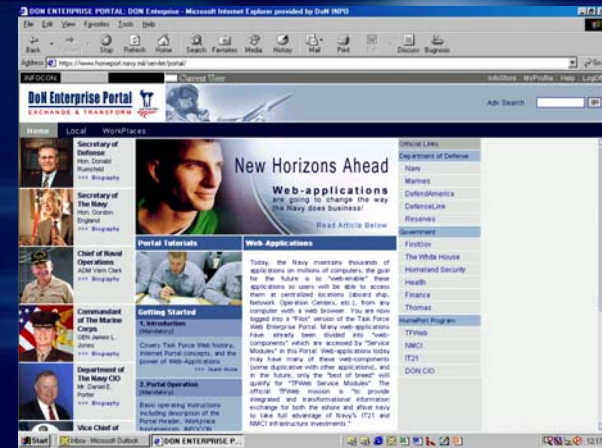 DON ENTERPRISE PORTAL: DON Enterprise - Microsoft Internet Explorer provided by DoN INPO
File Edit View Favorites Tools Help
Back Forward Stop Refresh Home Search Favorites Media History Mail Print Edit Discuss
Address https://www.homeport.navy.mil/servlet/portal/
Go
INFOCON: Current User InfoStore MyProfile Help LogOff
DoN Enterprise Portal
EXCHANGE & TRANSFORM
Adv. Search
Home Local WorkPlaces
Secretary of
Defense
Hon. Donald
Rumsfeld
>>> Biography
Secretary of
The Navy
Hon. Gordon
England
>>> Biography
Chief of Naval
Operations
ADM Vern Clark
>>> Biography
Commandant
of The Marine
Corps
GEN James L.
Jones
>>> Biography
Department of
The Navy CIO
Mr. Daniel E.
Porter
>>> Biography
Vice Chief of
New Horizons Ahead
Web-applications
are going to change the way
the Navy does business!
Read Article Below
Portal Tutorials
Getting Started
1. Introduction
(Mandatory)
Covers Task Force Web history,
Internet Portal concepts, and the
power of Web-Applications.
>>> learn more
2. Portal Operation
(Mandatory)
Basic operating instructions
including description of the
Portal Header, Workplace
Web-Applications
Today, the Navy maintains thousands of
applications on millions of computers, the goal
for the future is to "web-enable" these
applications so users will be able to access
them at centralized locations (aboard ship,
Network Operation Centers, etc.), from any
computer with a web browser. You are now
logged into a "Pilot" version of the Task Force
Web Enterprise Portal. Many web-applications
have already been divided into "web-
components" which are accessed by "Service
Modules" in this Portal. Web-applications today
may have many of these web-components
(some duplicative with other applications), and
in the future, only the "best of breed" will
qualify for "TFWeb Service Modules". The
official TFWeb mission is "to provide
integrated and transformational information
exchange for both the ashore and afloat navy
to take full advantage of Navy's IT21 and
NMCI infrastructure investments."
Official Links
Department of Defense
Navy
Marines
DefendAmerica
DefenseLink
Reserves
Government
FirstGov
The White House
Homeland Security
Health
Finance
Thomas
HomePort Program
TFWeb
NMCI
IT21
DON CIO
Start Inbox - Microsoft Outlook DON ENTERPRISE P...